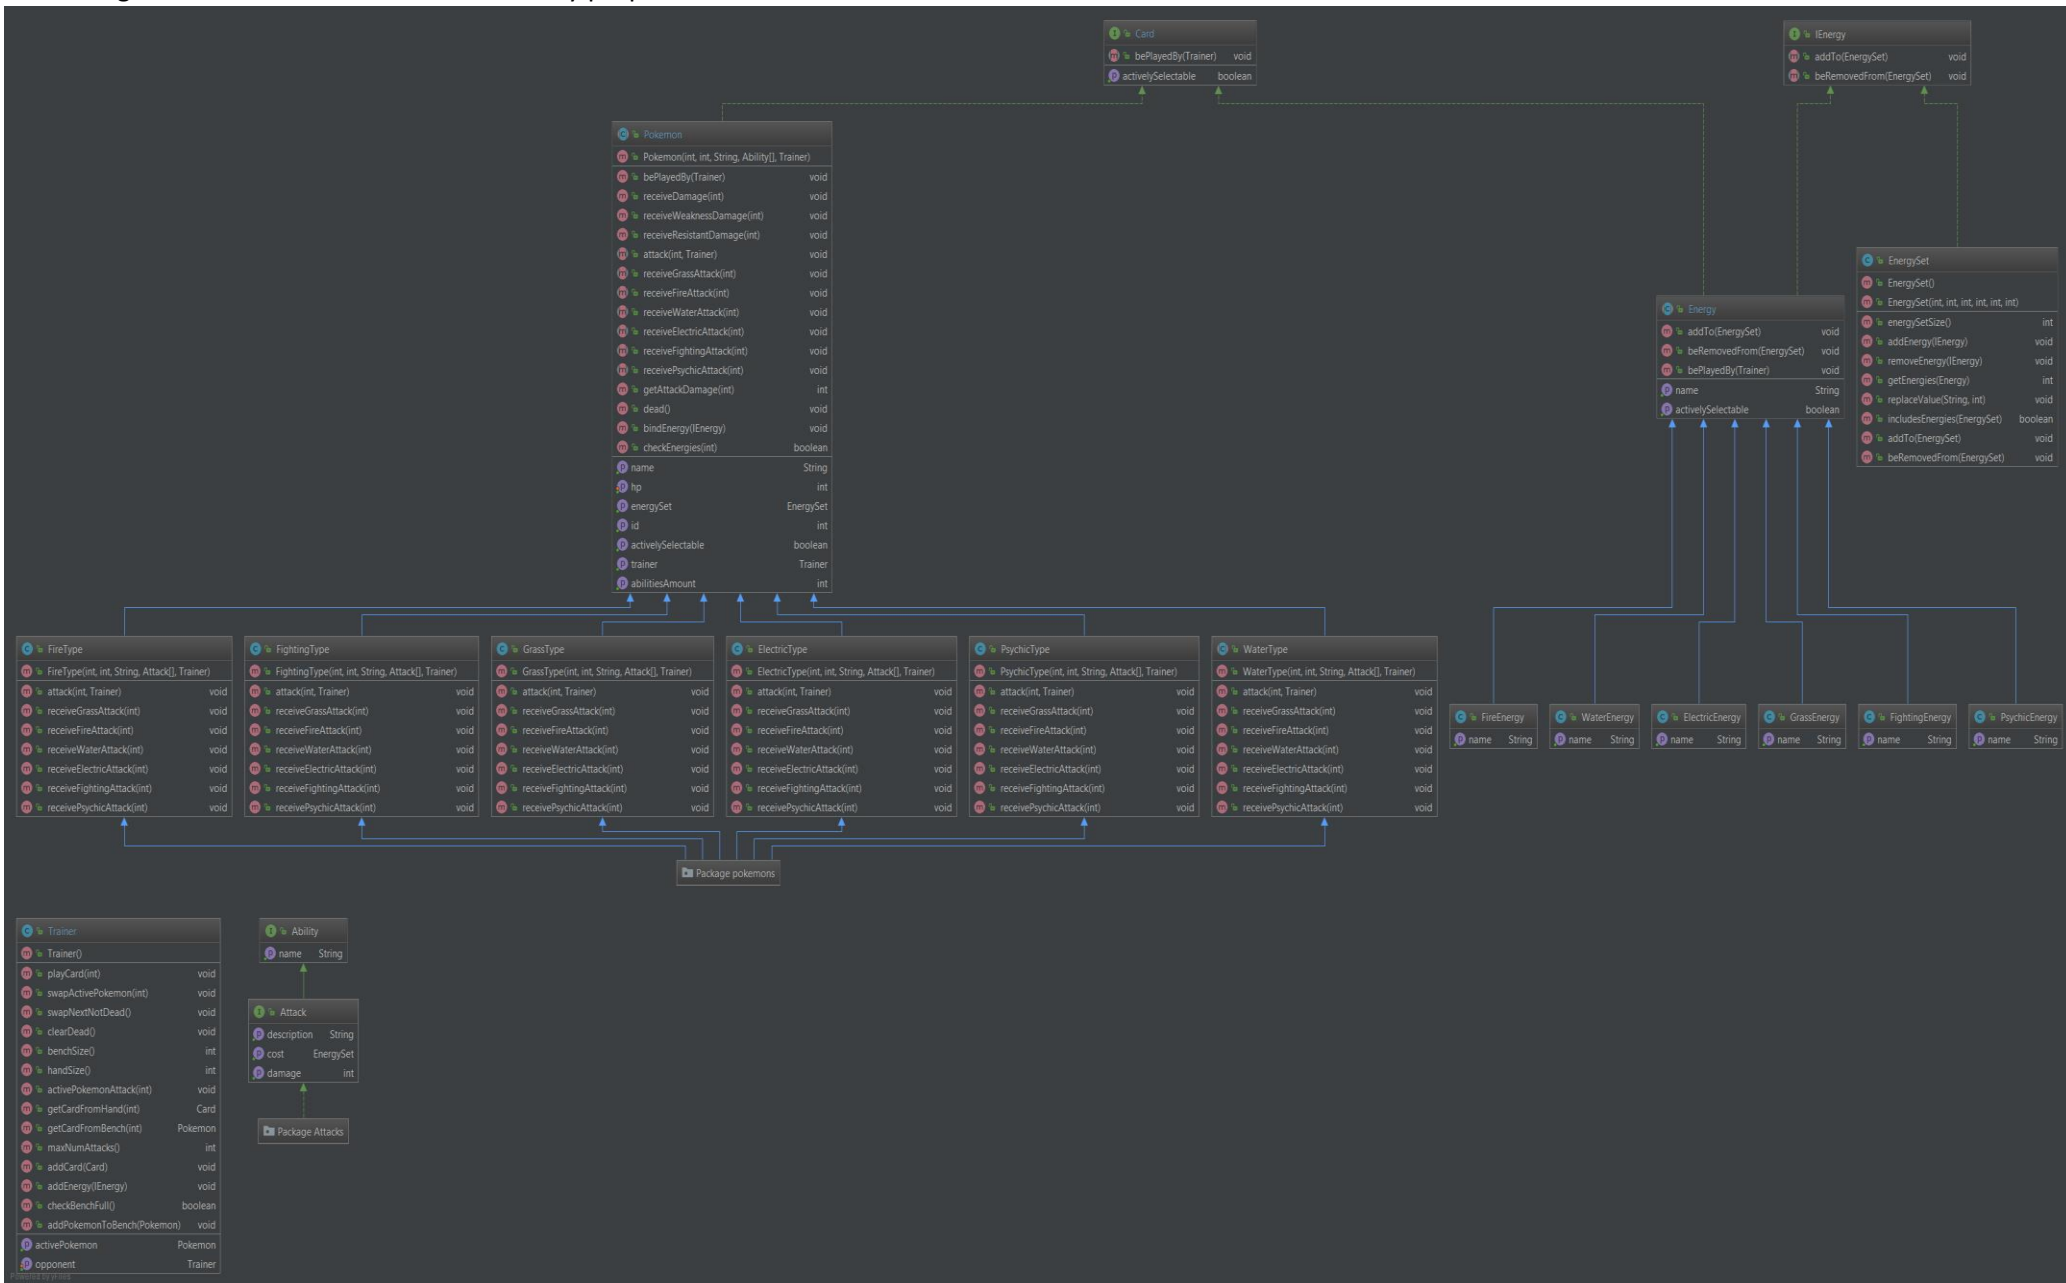 Card
bePlayedBy(Trainer) void
activelySelectable boolean
IEnergy
addTo(EnergySet) void
beRemovedFrom(EnergySet) void
Pokemon
Pokemon(int, int, String, Ability[], Trainer)
bePlayedBy(Trainer) void
receiveDamage(int) void
receiveWeaknessDamage(int) void
receiveResistantDamage(int) void
attack(int, Trainer) void
receiveGrassAttack(int) void
receiveFireAttack(int) void
receiveWaterAttack(int) void
receiveElectricAttack(int) void
receiveFightingAttack(int) void
receivePsychicAttack(int) void
getAttackDamage(int) int
dead() void
bindEnergy(IEnergy) void
checkEnergies(int) boolean
name String
hp int
energySet EnergySet
id int
activelySelectable boolean
trainer Trainer
abilitiesAmount int
Energy
addTo(EnergySet) void
beRemovedFrom(EnergySet) void
bePlayedBy(Trainer) void
name String
activelySelectable boolean
EnergySet
EnergySet()
EnergySet(int, int, int, int, int, int)
energySetSize() int
addEnergy(IEnergy) void
removeEnergy(IEnergy) void
getEnergies(Energy) int
replaceValue(String, int) void
includesEnergies(EnergySet) boolean
addTo(EnergySet) void
beRemovedFrom(EnergySet) void
FireType
FireType(int, int, String, Attack[], Trainer)
attack(int, Trainer) void
receiveGrassAttack(int) void
receiveFireAttack(int) void
receiveWaterAttack(int) void
receiveElectricAttack(int) void
receiveFightingAttack(int) void
receivePsychicAttack(int) void
FightingType
FightingType(int, int, String, Attack[], Trainer)
attack(int, Trainer) void
receiveGrassAttack(int) void
receiveFireAttack(int) void
receiveWaterAttack(int) void
receiveElectricAttack(int) void
receiveFightingAttack(int) void
receivePsychicAttack(int) void
GrassType
GrassType(int, int, String, Attack[], Trainer)
attack(int, Trainer) void
receiveGrassAttack(int) void
receiveFireAttack(int) void
receiveWaterAttack(int) void
receiveElectricAttack(int) void
receiveFightingAttack(int) void
receivePsychicAttack(int) void
ElectricType
ElectricType(int, int, String, Attack[], Trainer)
attack(int, Trainer) void
receiveGrassAttack(int) void
receiveFireAttack(int) void
receiveWaterAttack(int) void
receiveElectricAttack(int) void
receiveFightingAttack(int) void
receivePsychicAttack(int) void
PsychicType
PsychicType(int, int, String, Attack[], Trainer)
attack(int, Trainer) void
receiveGrassAttack(int) void
receiveFireAttack(int) void
receiveWaterAttack(int) void
receiveElectricAttack(int) void
receiveFightingAttack(int) void
receivePsychicAttack(int) void
WaterType
WaterType(int, int, String, Attack[], Trainer)
attack(int, Trainer) void
receiveGrassAttack(int) void
receiveFireAttack(int) void
receiveWaterAttack(int) void
receiveElectricAttack(int) void
receiveFightingAttack(int) void
receivePsychicAttack(int) void
FireEnergy
name String
WaterEnergy
name String
ElectricEnergy
name String
GrassEnergy
name String
FightingEnergy
name String
PsychicEnergy
name String
Package pokemons
Trainer
Trainer()
playCard(int) void
swapActivePokemon(int) void
swapNextNotDead() void
clearDead() void
benchSize() int
handSize() int
activePokemonAttack(int) void
getCardFromHand(int) Card
getCardFromBench(int) Pokemon
maxNumAttacks() int
addCard(Card) void
addEnergy(IEnergy) void
checkBenchFull() boolean
addPokemonToBench(Pokemon) void
activePokemon Pokemon
opponent Trainer
Powered by yFiles
Ability
name String
Attack
description String
cost EnergySet
damage int
Package Attacks